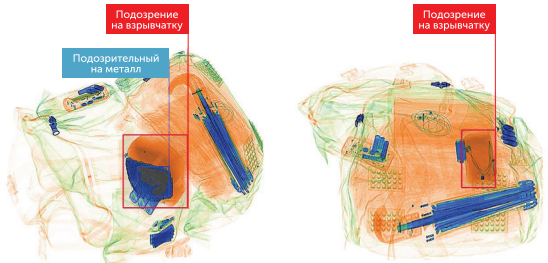 Подозрение
на взрывчатку
Подозрительный
на металл
Подозрение
на взрывчатку